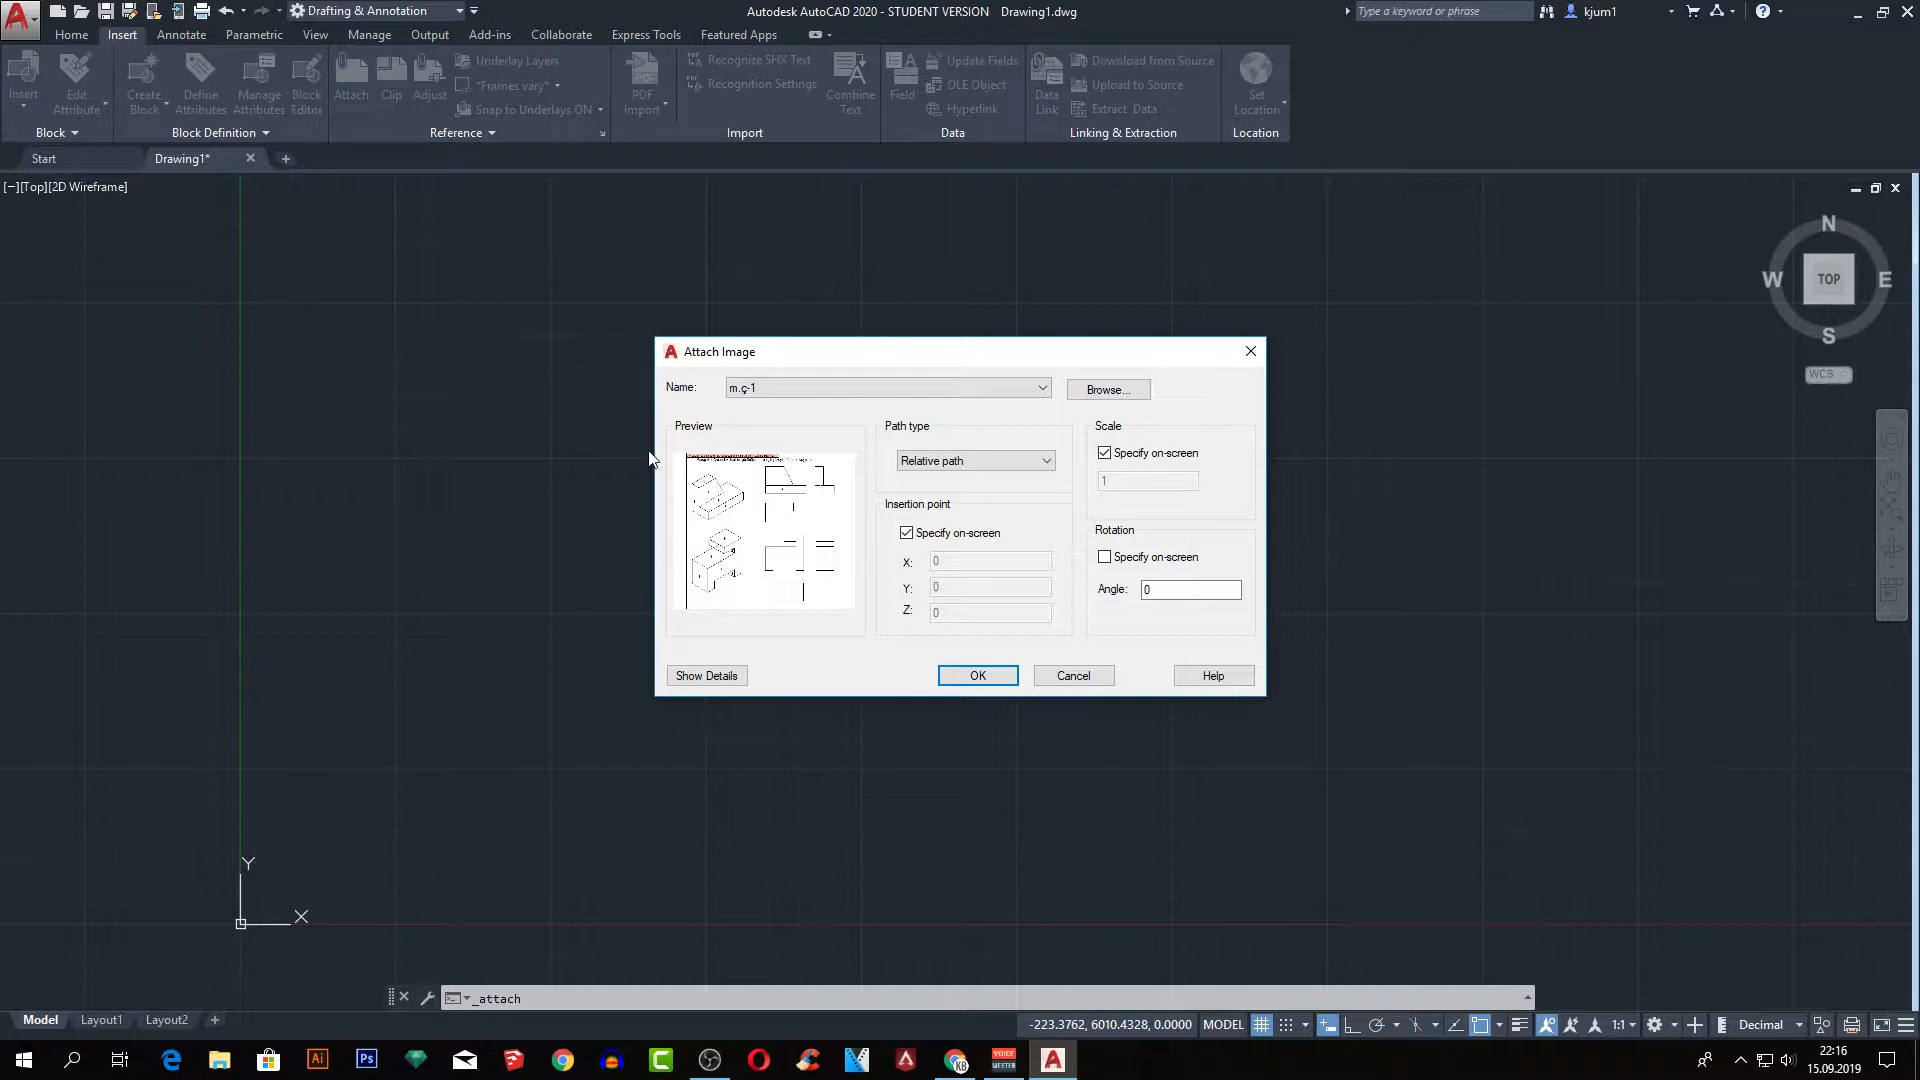 Drafting & Annotation
Autodesk AutoCAD 2020 - STUDENT VERSION Drawing1.dwg
Type a keyword or phrase
kjum1
Home Insert Annotate Parametric View Manage Output Add-ins Collaborate Express Tools Featured Apps
Insert
Edit Attribute
Create Block
Define Attributes
Manage Attributes
Block Editor
Attach
Clip
Adjust
Underlay Layers
*Frames vary*
Snap to Underlays ON
PDF Import
Recognize SHX Text
Recognition Settings
Combine Text
Field
Update Fields
OLE Object
Hyperlink
Data Link
Download from Source
Upload to Source
Extract Data
Set Location
Block Block Definition Reference Import Data Linking & Extraction Location
Start Drawing1*
[−][Top][2D Wireframe]
N
W TOP E
S
WCS
Attach Image
Name: m.ç-1 Browse...
Preview
Path type
Relative path
Insertion point
Specify on-screen
X: 0
Y: 0
Z: 0
Scale
Specify on-screen
1
Rotation
Specify on-screen
Angle: 0
Show Details OK Cancel Help
Y
X
_attach
Model Layout1 Layout2
-223.3762, 6010.4328, 0.0000 MODEL 1:1 Decimal
Ai Ps KB VOICE MEETER
22:16
15.09.2019